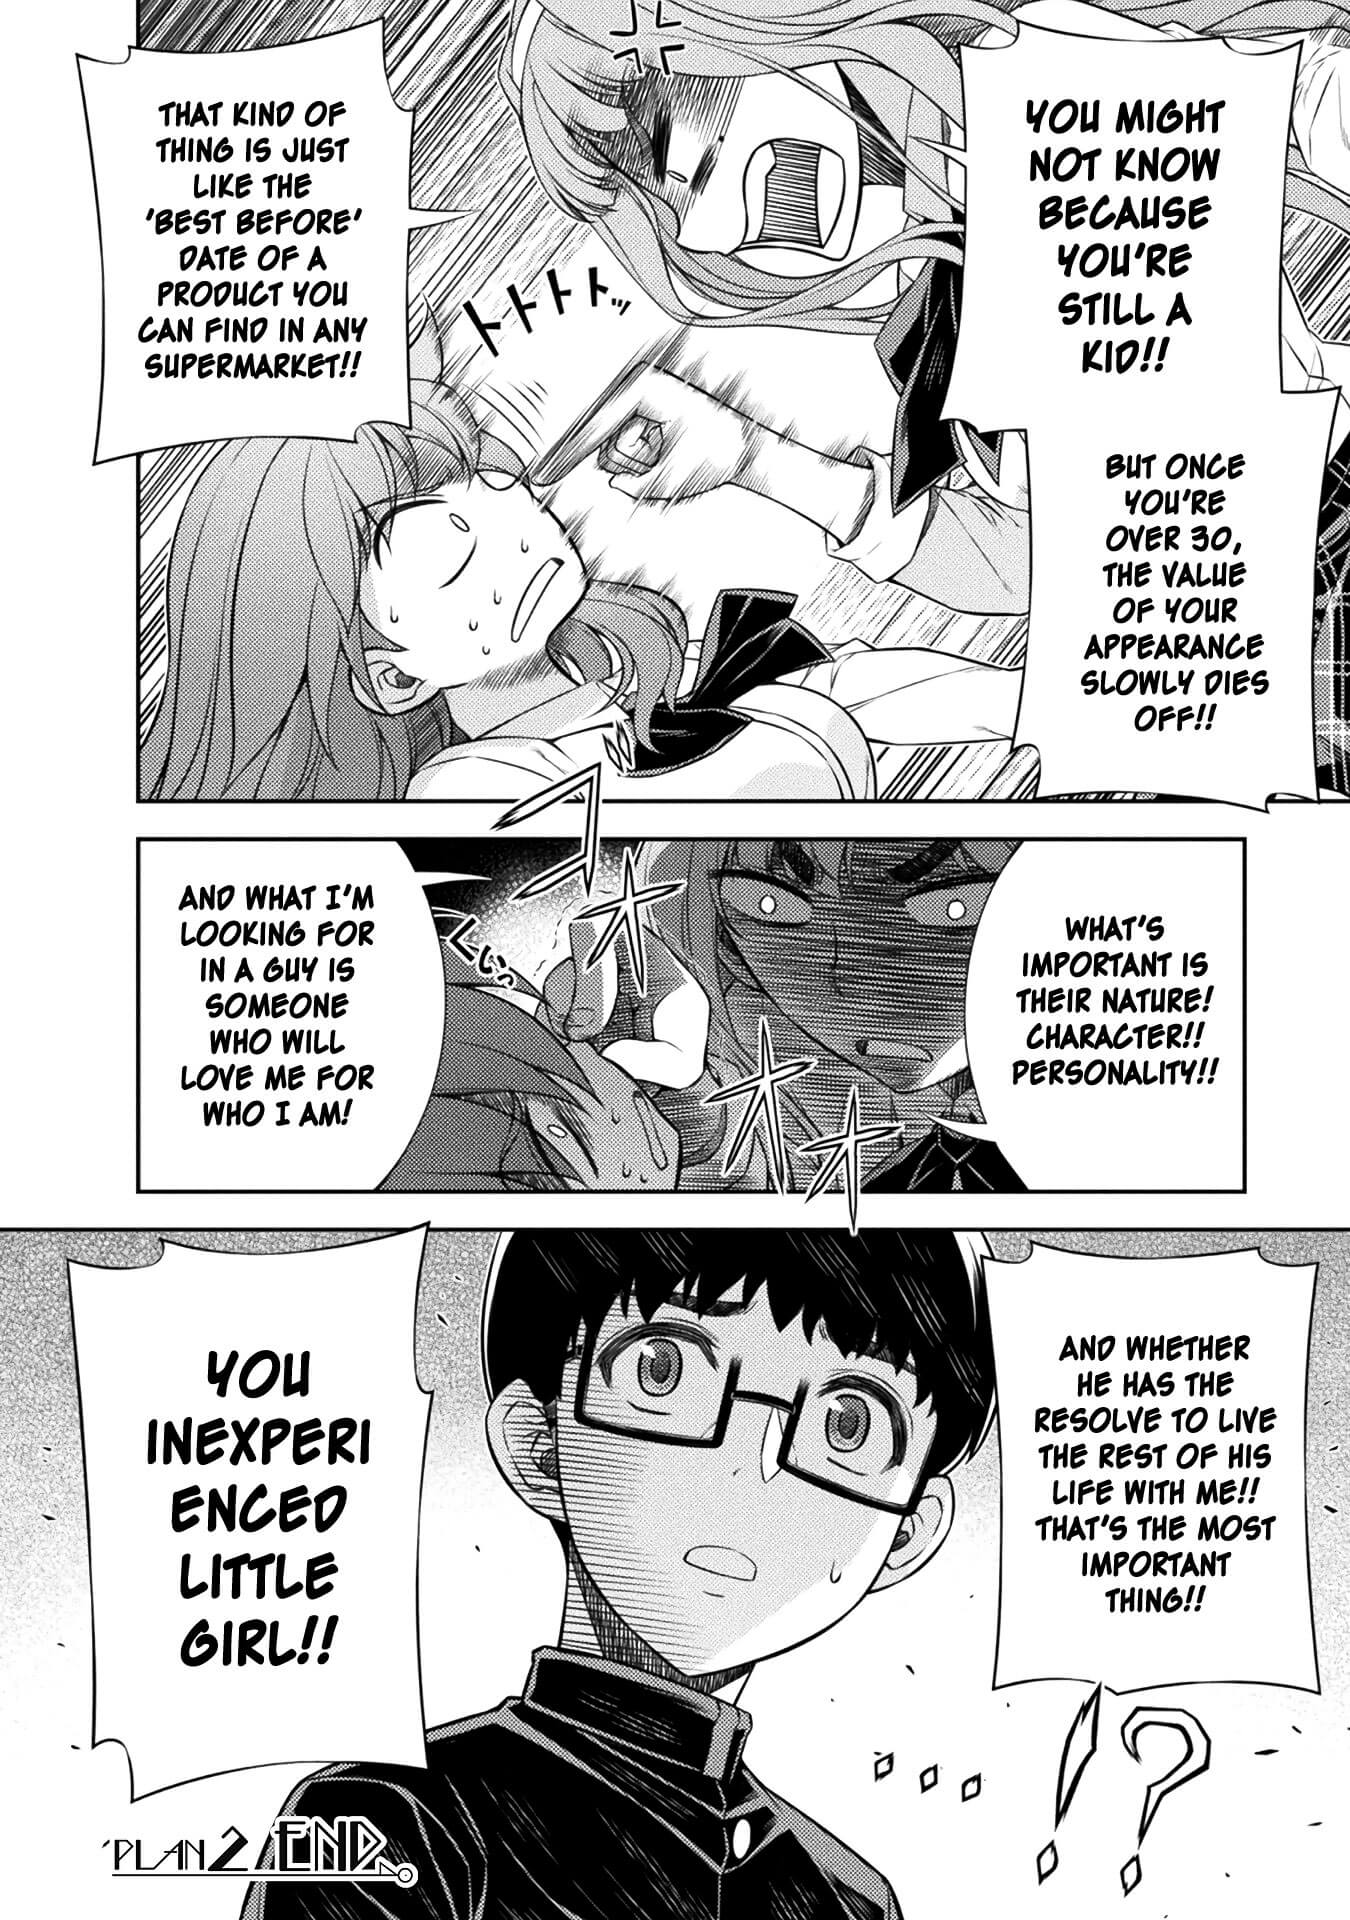 YOU MIGHT
NOT KNOW
BECAUSE
YOU'RE
STILL A
KID!!
BUT ONCE
YOU'RE
OVER 30,
THE VALUE
OF YOUR
APPEARANCE
SLOWLY DIES
OFF!!
トトトトッ
THAT KIND OF
THING IS JUST
LIKE THE
'BEST BEFORE'
DATE OF A
PRODUCT YOU
CAN FIND IN ANY
SUPERMARKET!!
WHAT'S
IMPORTANT IS
THEIR NATURE!
CHARACTER!!
PERSONALITY!!
くいっ
AND WHAT I'M
LOOKING FOR
IN A GUY IS
SOMEONE
WHO WILL
LOVE ME FOR
WHO I AM!
AND WHETHER
HE HAS THE
RESOLVE TO LIVE
THE REST OF HIS
LIFE WITH ME!!
THAT'S THE MOST
IMPORTANT
THING!!
!?
YOU
INEXPERI
ENCED
LITTLE
GIRL!!
'PLAN 2 END